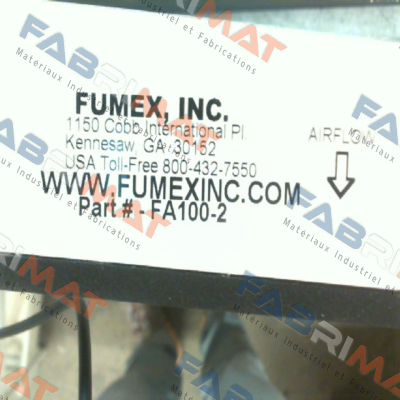 FUMEX, INC.
1150 Cobb International Pl.
Kennesaw, GA 30152
USA Toll-Free 800-432-7550
WWW.FUMEXINC.COM
Part # - FA100-2
AIRFLOW
FABRIMAT
Materiaux Industriel et Fabrications